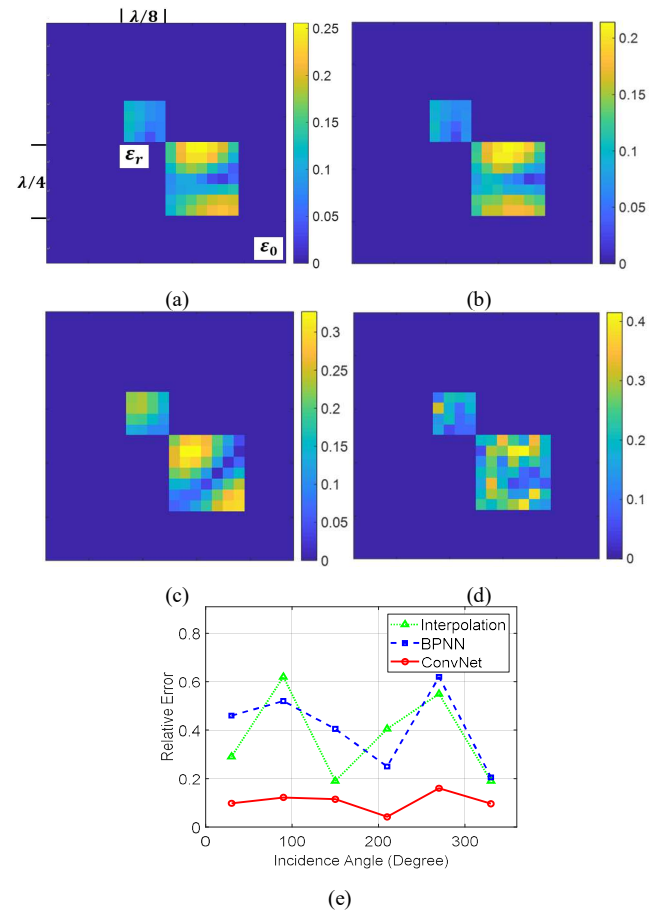 | λ/8 |
0.25
0.2
0.15
0.1
0.05
0
0.2
0.15
0.1
0.05
0
λ/4
ε_r
ε_0
(a) (b)
0.3
0.25
0.2
0.15
0.1
0.05
0
0.4
0.3
0.2
0.1
0
(c) (d)
Interpolation
BPNN
ConvNet
0.8
0.6
0.4
0.2
0
Relative Error
0 100 200 300
Incidence Angle (Degree)
(e)